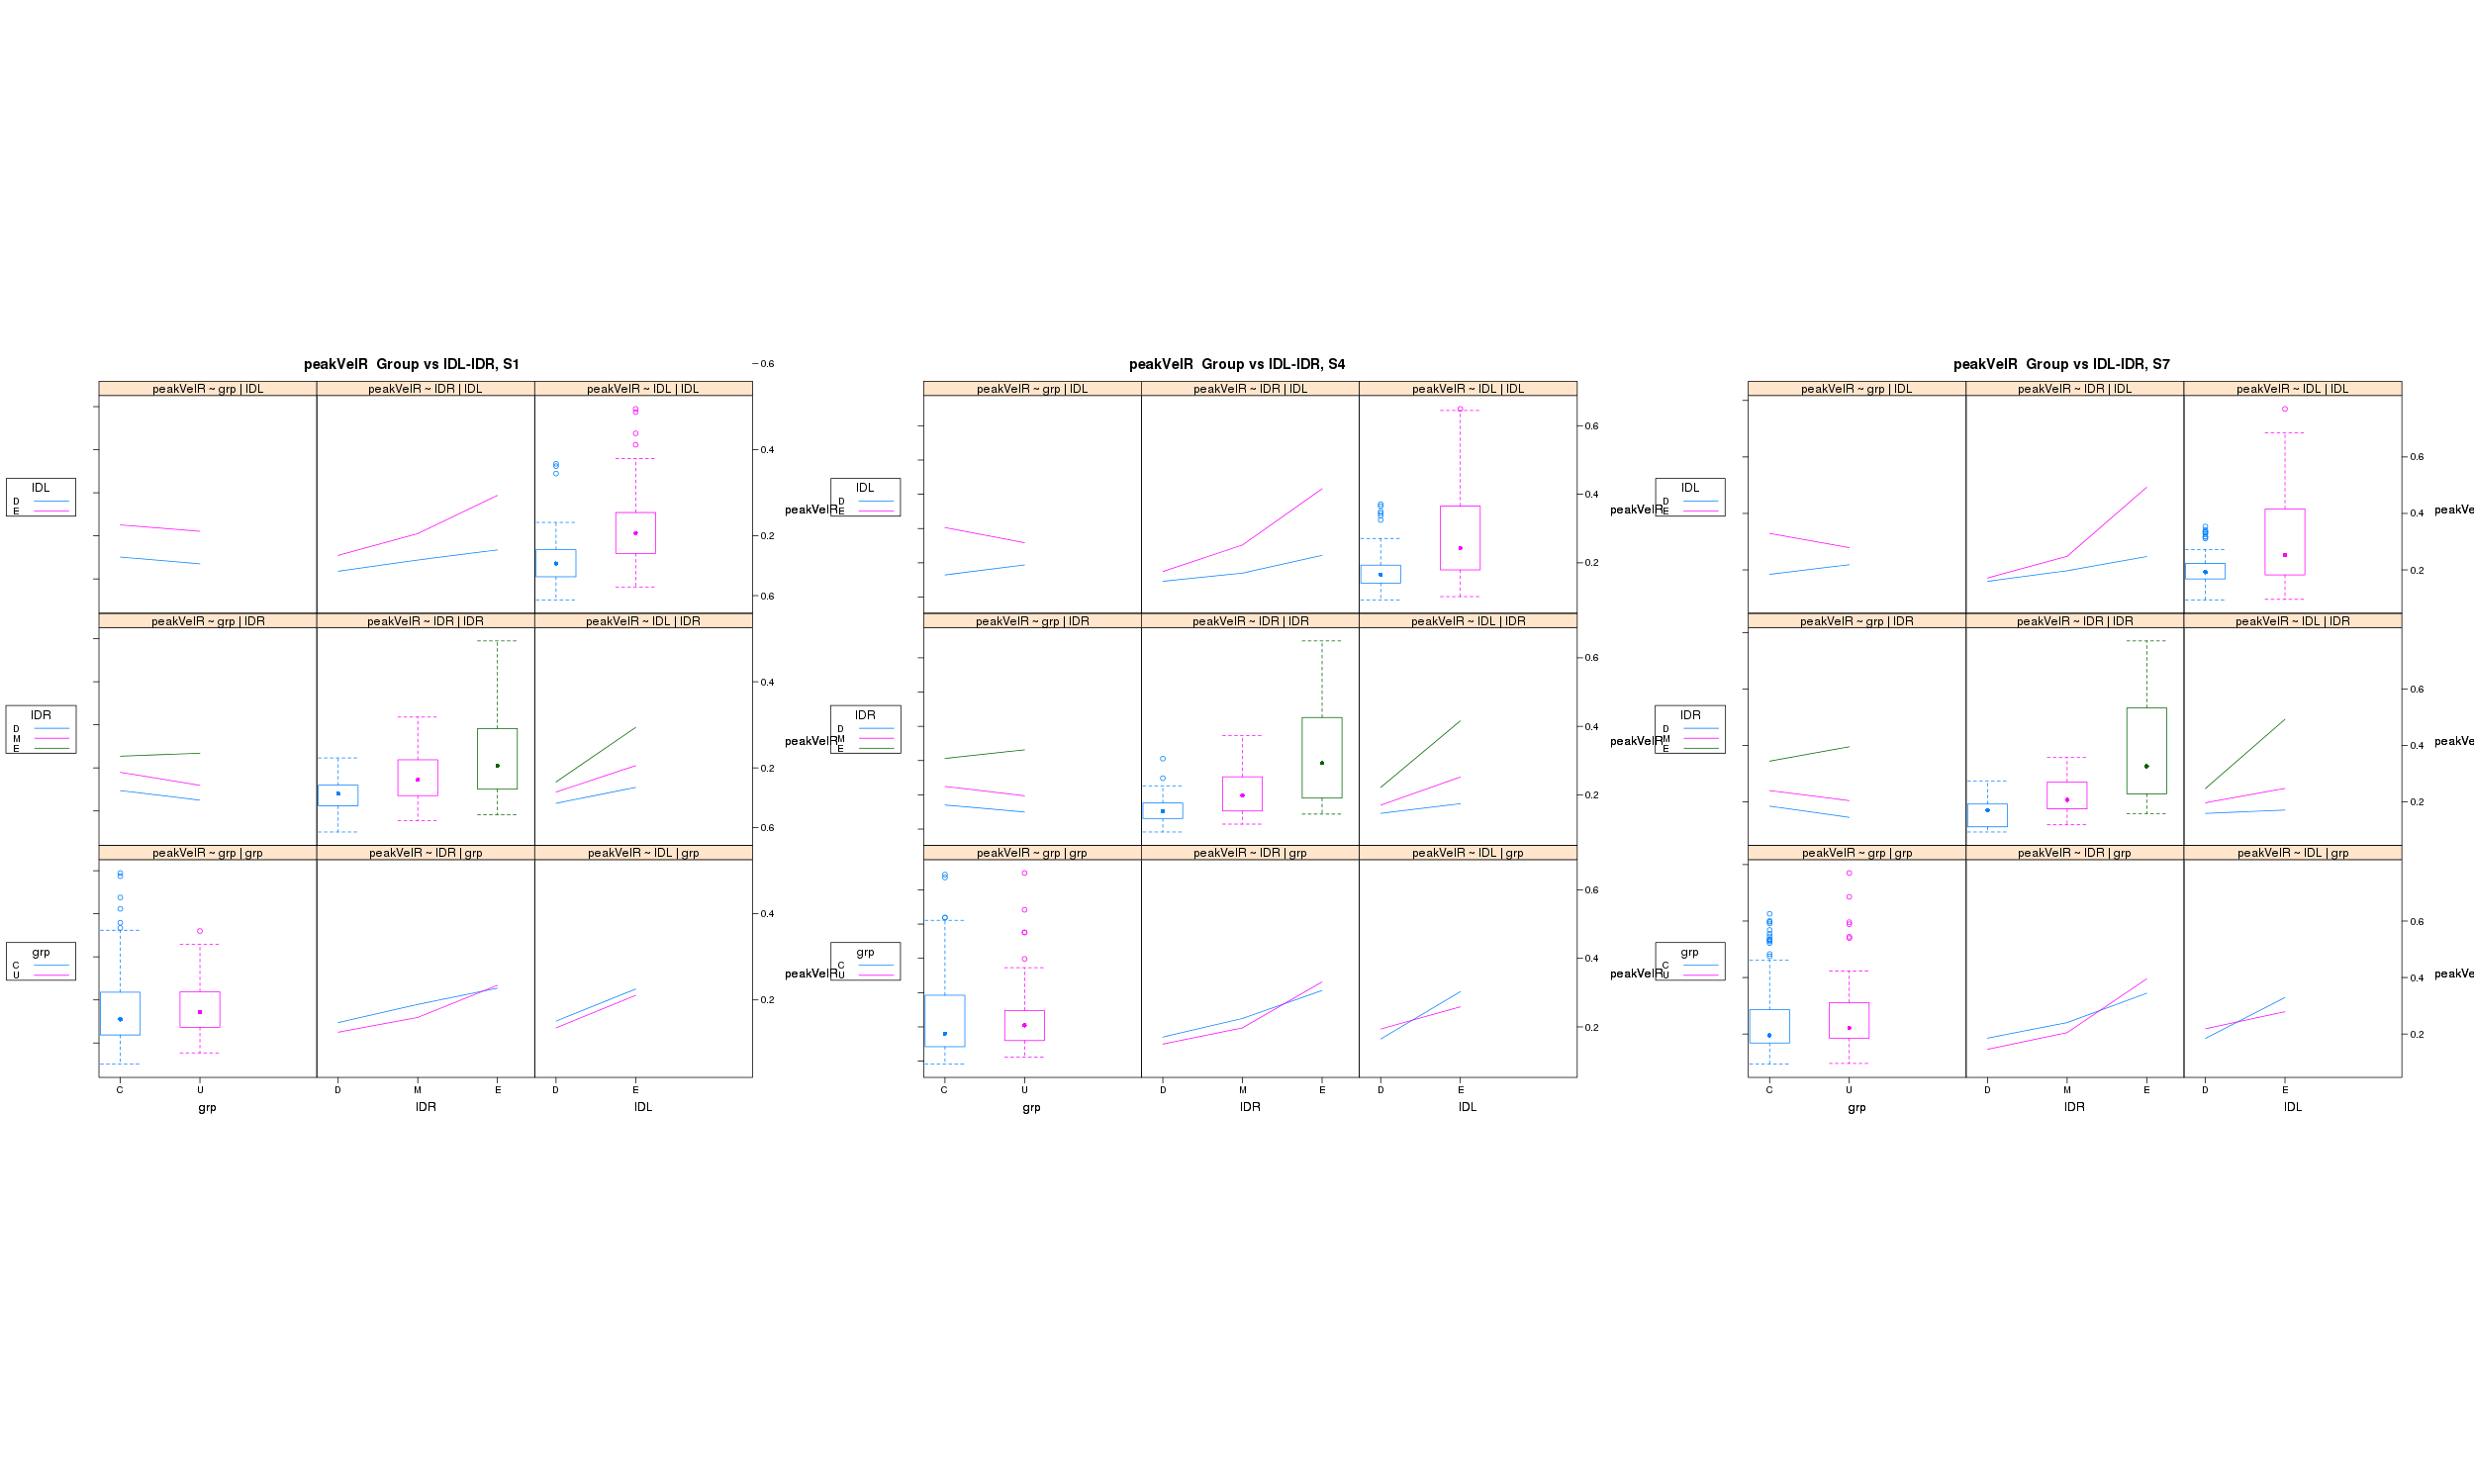 peakVelR Group vs IDL-IDR, S1
0.6
peakVelR ~ grp | IDL
peakVelR ~ IDR | IDL
peakVelR ~ IDL | IDL
0.4
IDL
D
E
peakVelR
0.2
0.6
peakVelR ~ grp | IDR
peakVelR ~ IDR | IDR
peakVelR ~ IDL | IDR
0.4
IDR
D
M
E
peakVelR
0.2
0.6
peakVelR ~ grp | grp
peakVelR ~ IDR | grp
peakVelR ~ IDL | grp
0.4
grp
C
U
peakVelR
0.2
C U D M E D E
grp IDR IDL
peakVelR Group vs IDL-IDR, S4
peakVelR ~ grp | IDL
peakVelR ~ IDR | IDL
peakVelR ~ IDL | IDL
0.6
0.4
IDL
D
E
peakVelR
0.2
peakVelR ~ grp | IDR
peakVelR ~ IDR | IDR
peakVelR ~ IDL | IDR
0.6
0.4
IDR
D
M
E
peakVelR
0.2
peakVelR ~ grp | grp
peakVelR ~ IDR | grp
peakVelR ~ IDL | grp
0.6
0.4
grp
C
U
peakVelR
0.2
C U D M E D E
grp IDR IDL
peakVelR Group vs IDL-IDR, S7
peakVelR ~ grp | IDL
peakVelR ~ IDR | IDL
peakVelR ~ IDL | IDL
0.6
0.4
IDL
D
E
peakVe
0.2
peakVelR ~ grp | IDR
peakVelR ~ IDR | IDR
peakVelR ~ IDL | IDR
0.6
0.4
IDR
D
M
E
peakVe
0.2
peakVelR ~ grp | grp
peakVelR ~ IDR | grp
peakVelR ~ IDL | grp
0.6
0.4
grp
C
U
peakVe
0.2
C U D M E D E
grp IDR IDL